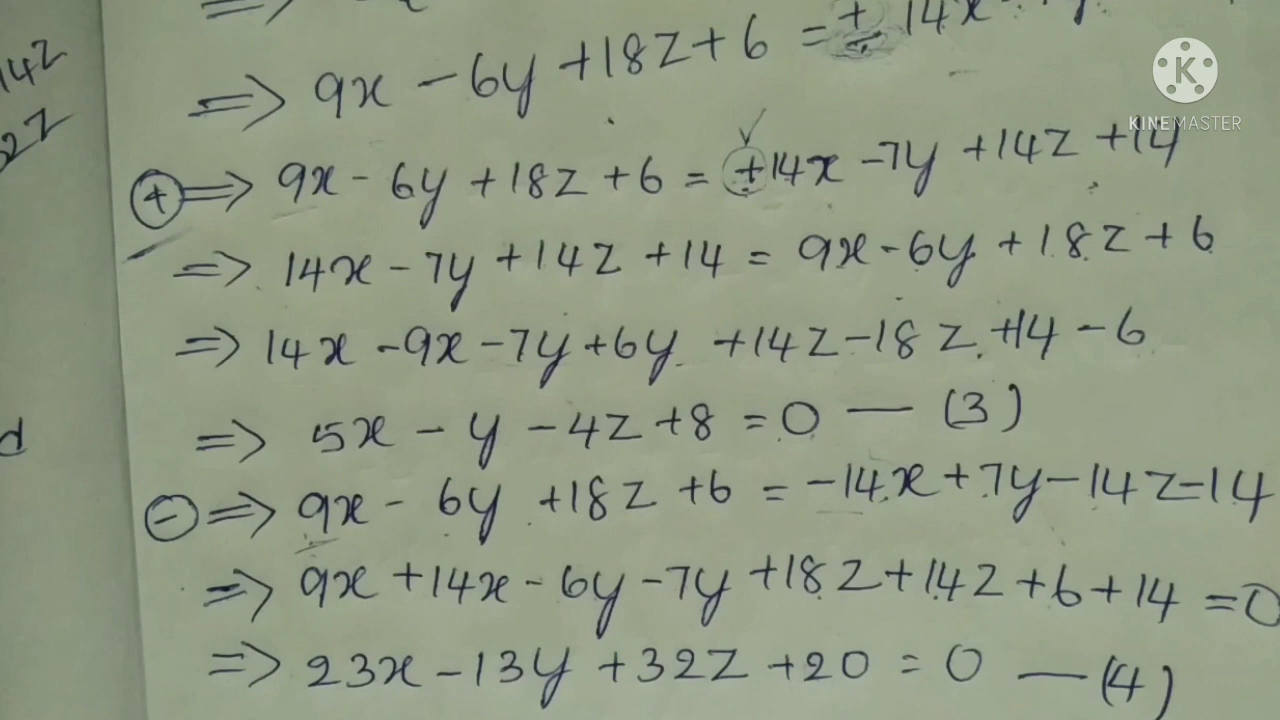 14z
32z
⇒ 9x - 6y + 18z + 6 = ± 14x
K
KINEMASTER
⊕ ⇒ 9x - 6y + 18z + 6 = +14x - 7y + 14z + 14
⇒ 14x - 7y + 14z + 14 = 9x - 6y + 18z + 6
⇒ 14x - 9x - 7y + 6y + 14z - 18z + 14 - 6
⇒ 5x - y - 4z + 8 = 0 — (3)
d
⊖ ⇒ 9x - 6y + 18z + 6 = -14x + 7y - 14z - 14
⇒ 9x + 14x - 6y - 7y + 18z + 14z + 6 + 14 = 0
⇒ 23x - 13y + 32z + 20 = 0 — (4)